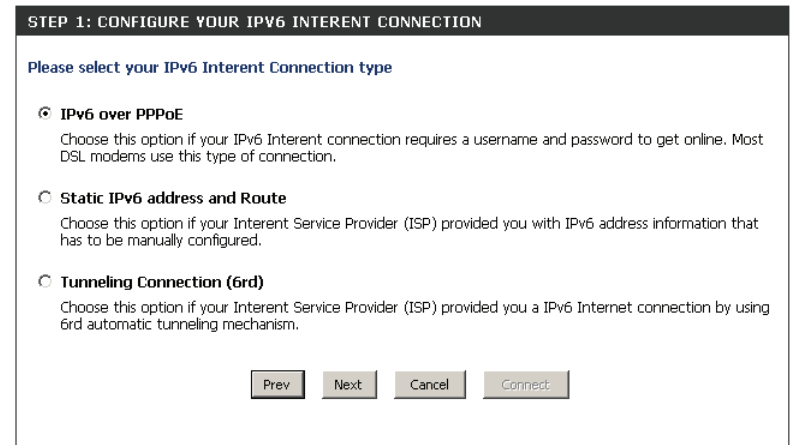 STEP 1: CONFIGURE YOUR IPV6 INTERENT CONNECTION
Please select your IPv6 Interent Connection type
IPv6 over PPPoE
Choose this option if your IPv6 Interent connection requires a username and password to get online. Most
DSL modems use this type of connection.
Static IPv6 address and Route
Choose this option if your Interent Service Provider (ISP) provided you with IPv6 address information that
has to be manually configured.
Tunneling Connection (6rd)
Choose this option if your Interent Service Provider (ISP) provided you a IPv6 Internet connection by using
6rd automatic tunneling mechanism.
Prev Next Cancel Connect